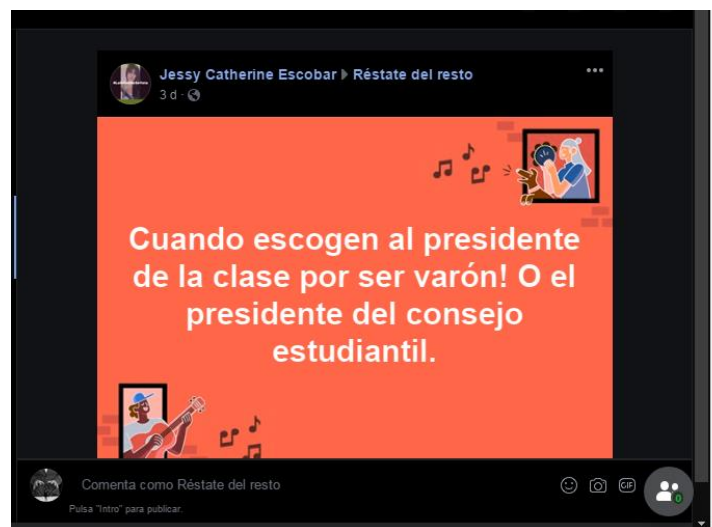 Jessy Catherine Escobar ▶ Réstate del resto
3 d ·
Cuando escogen al presidente
de la clase por ser varón! O el
presidente del consejo
estudiantil.
Comenta como Réstate del resto
GIF
0
Pulsa "Intro" para publicar.